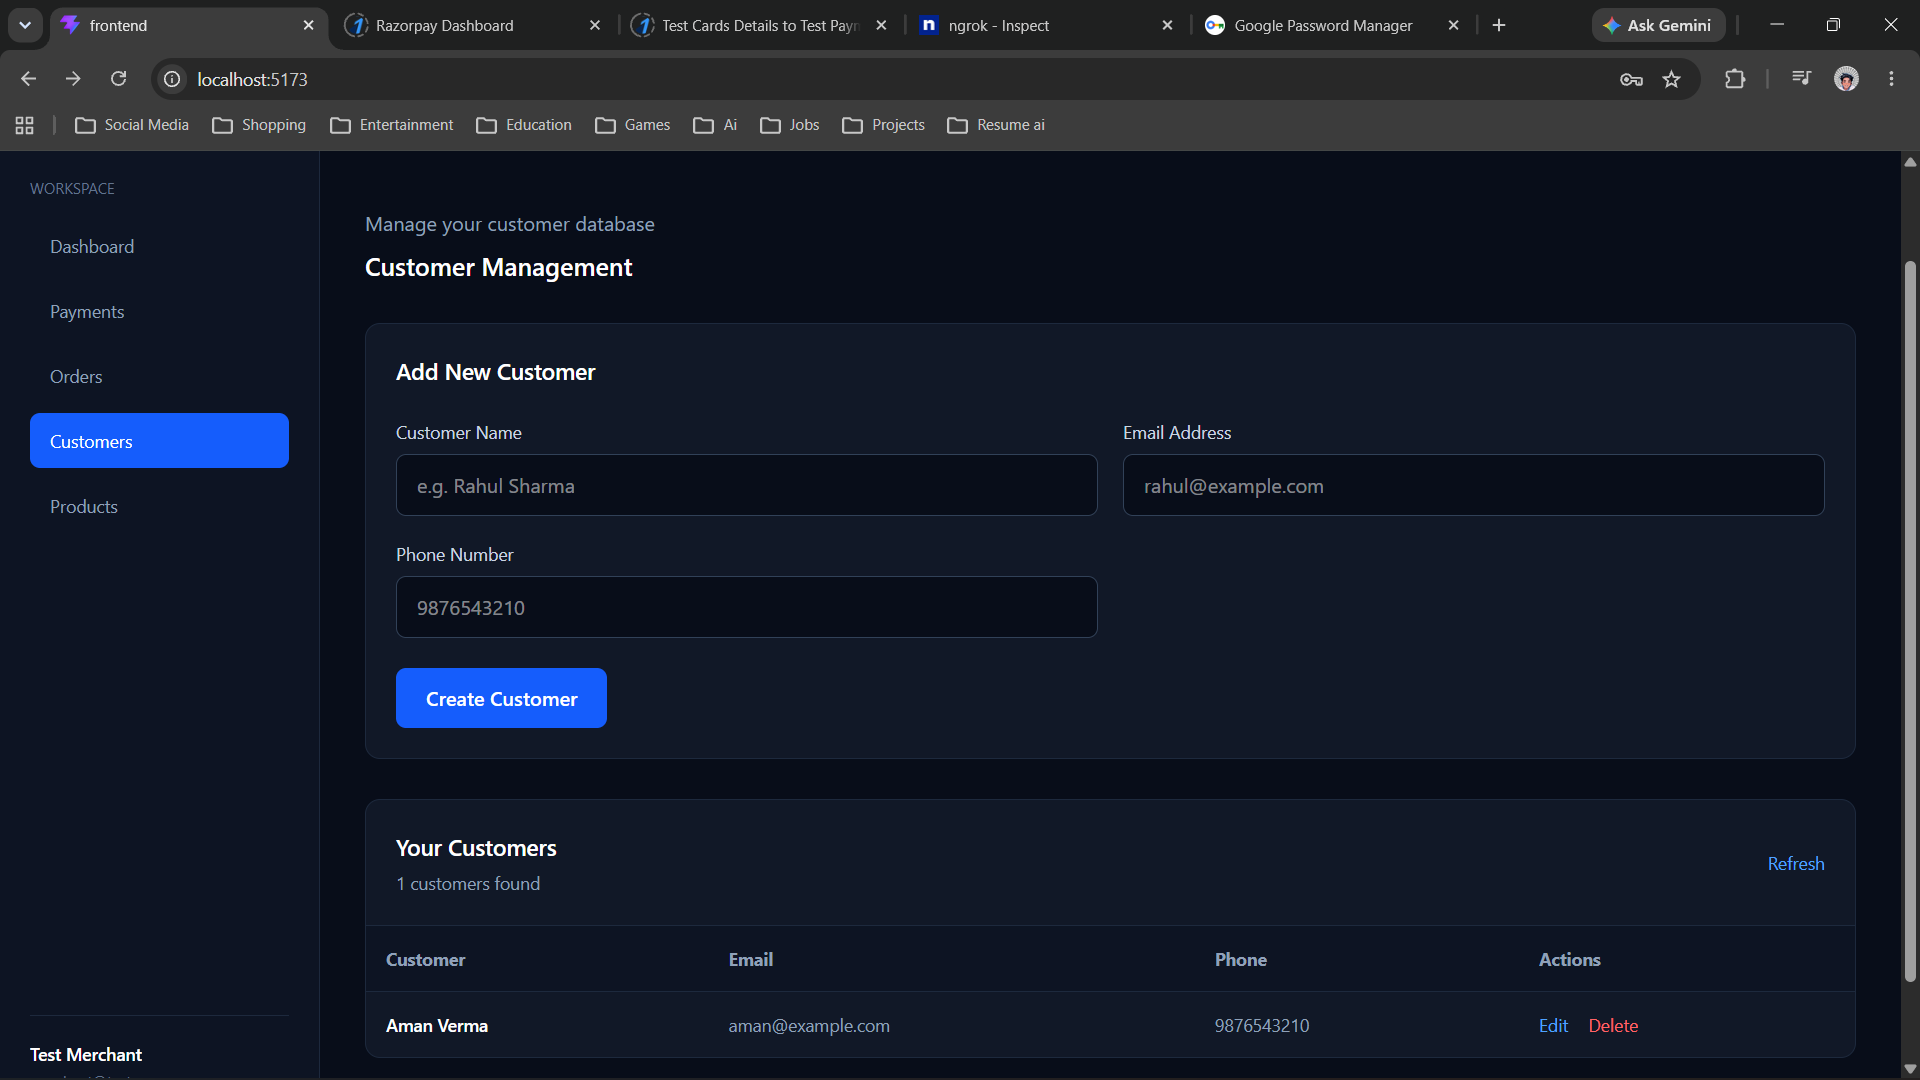 frontend
Razorpay Dashboard
Test Cards Details to Test Payn
ngrok - Inspect
Google Password Manager
Ask Gemini
localhost:5173
Social Media
Shopping
Entertainment
Education
Games
Ai
Jobs
Projects
Resume ai
WORKSPACE
Dashboard
Payments
Orders
Customers
Products
Test Merchant
Manage your customer database
Customer Management
Add New Customer
Customer Name
Email Address
e.g. Rahul Sharma
rahul@example.com
Phone Number
9876543210
Create Customer
Your Customers
1 customers found
Refresh
Customer Email Phone Actions
Aman Verma aman@example.com 9876543210 Edit Delete